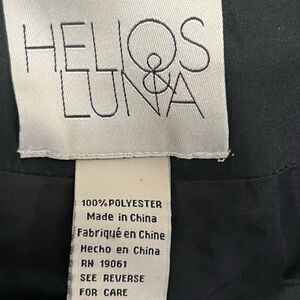 HELIOS
&
LUNA
100% POLYESTER
Made in China
Fabriqué en Chine
Hecho en China
RN 19061
SEE REVERSE
FOR CARE